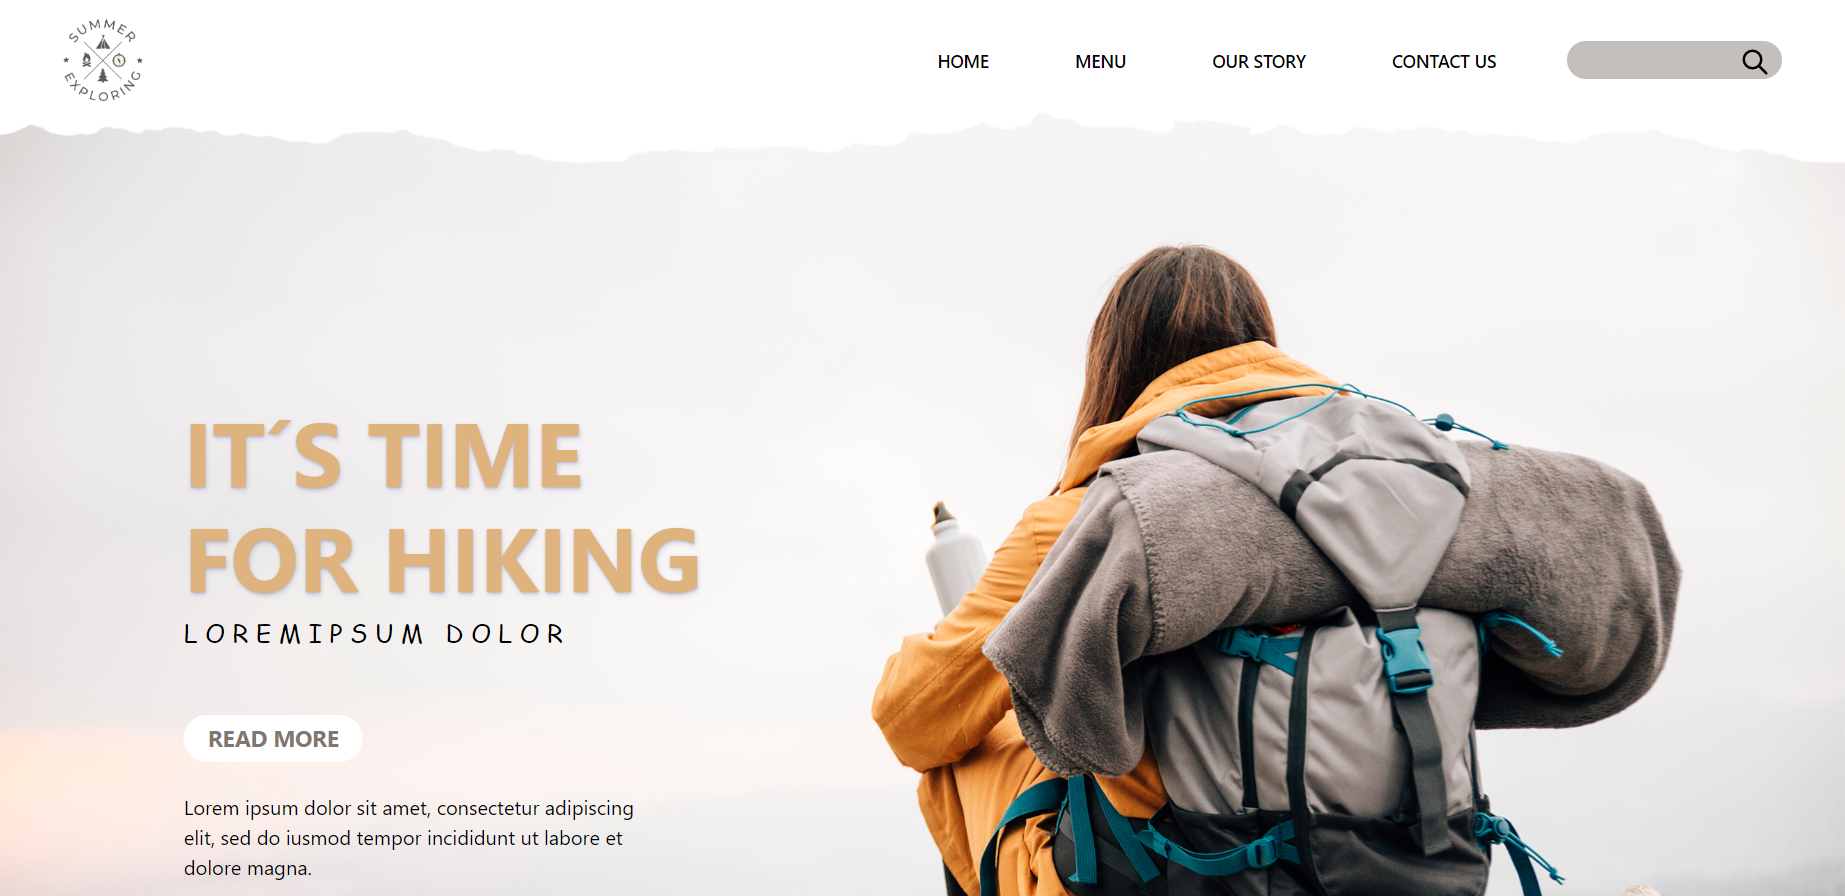 SUMMER
EXPLORING
HOME MENU OUR STORY CONTACT US
IT´S TIME
FOR HIKING
LOREMIPSUM DOLOR
READ MORE
Lorem ipsum dolor sit amet, consectetur adipiscing
elit, sed do iusmod tempor incididunt ut labore et
dolore magna.